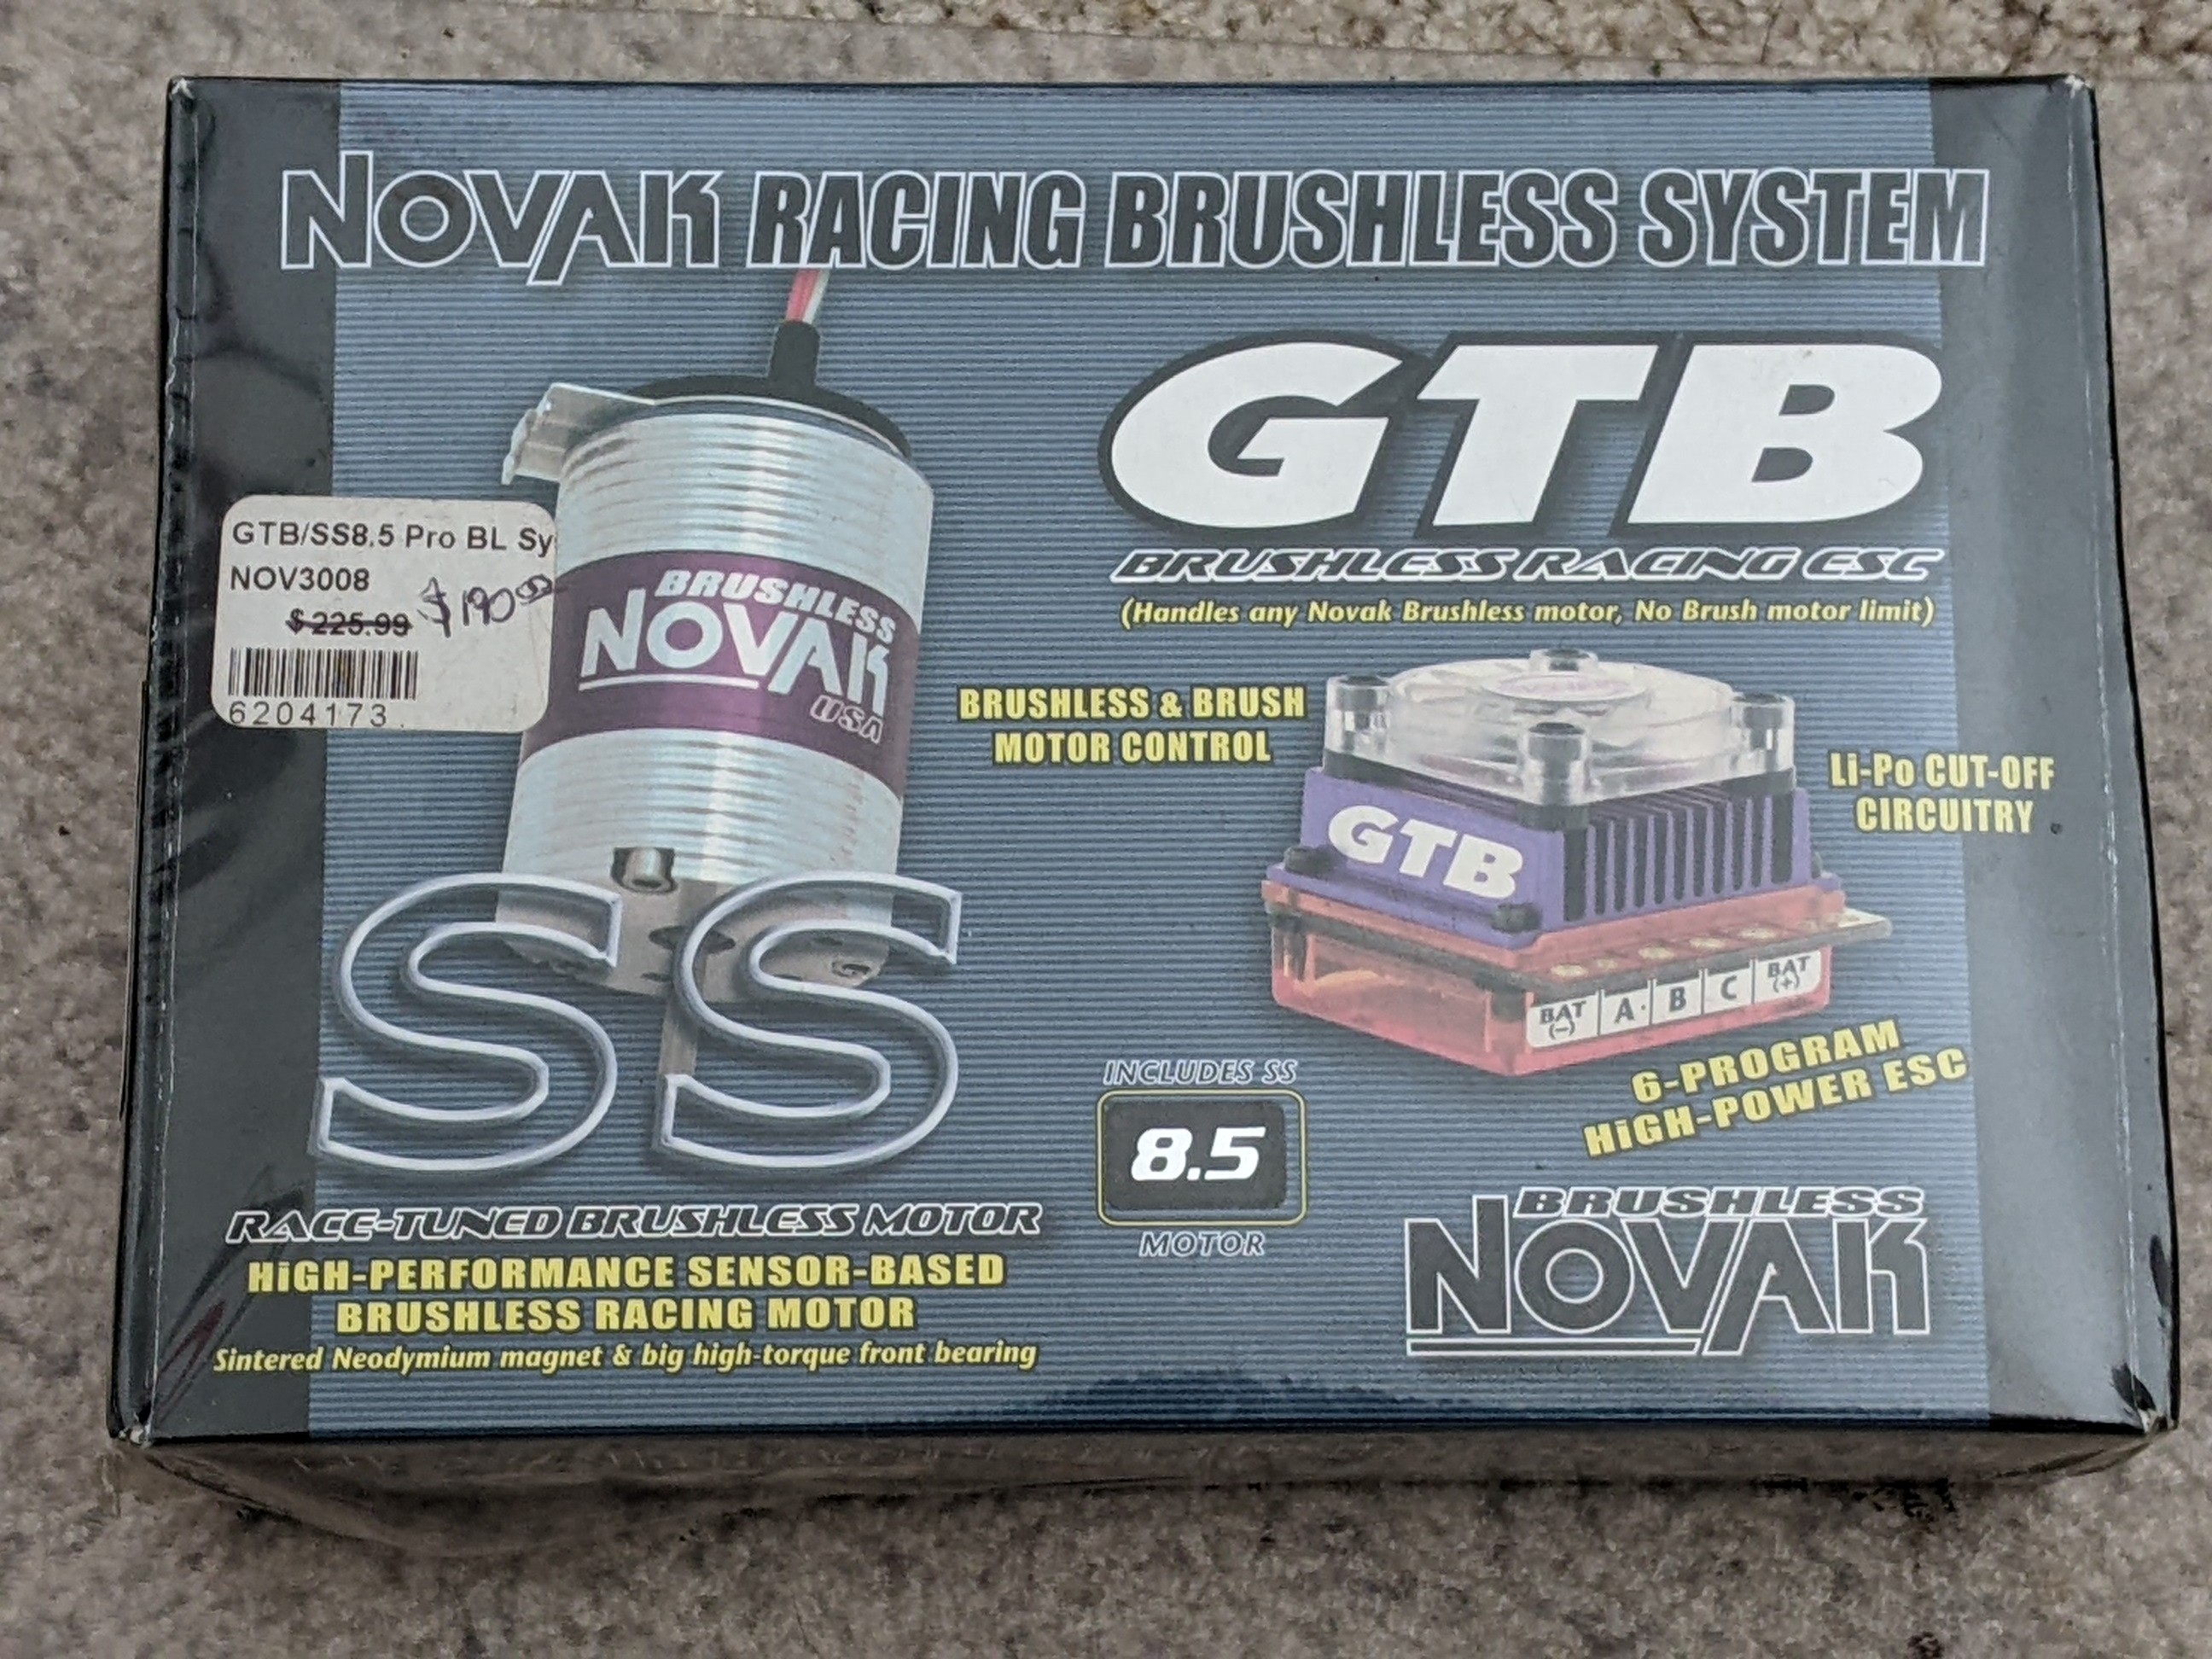 NOVAK RACING BRUSHLESS SYSTEM
GTB
BRUSHLESS RACING ESC
(Handles any Novak Brushless motor, No Brush motor limit)
GTB/SS8.5 Pro BL Sy
NOV3008
$225.99 $190.00
6204173
BRUSHLESS
NOVAK
USA
BRUSHLESS & BRUSH
MOTOR CONTROL
Li-Po CUT-OFF
CIRCUITRY
GTB
BAT (-) A B C BAT (+)
6-PROGRAM
HiGH-POWER ESC
SS
INCLUDES SS
8.5
MOTOR
RACE-TUNED BRUSHLESS MOTOR
HiGH-PERFORMANCE SENSOR-BASED
BRUSHLESS RACING MOTOR
Sintered Neodymium magnet & big high-torque front bearing
BRUSHLESS
NOVAK